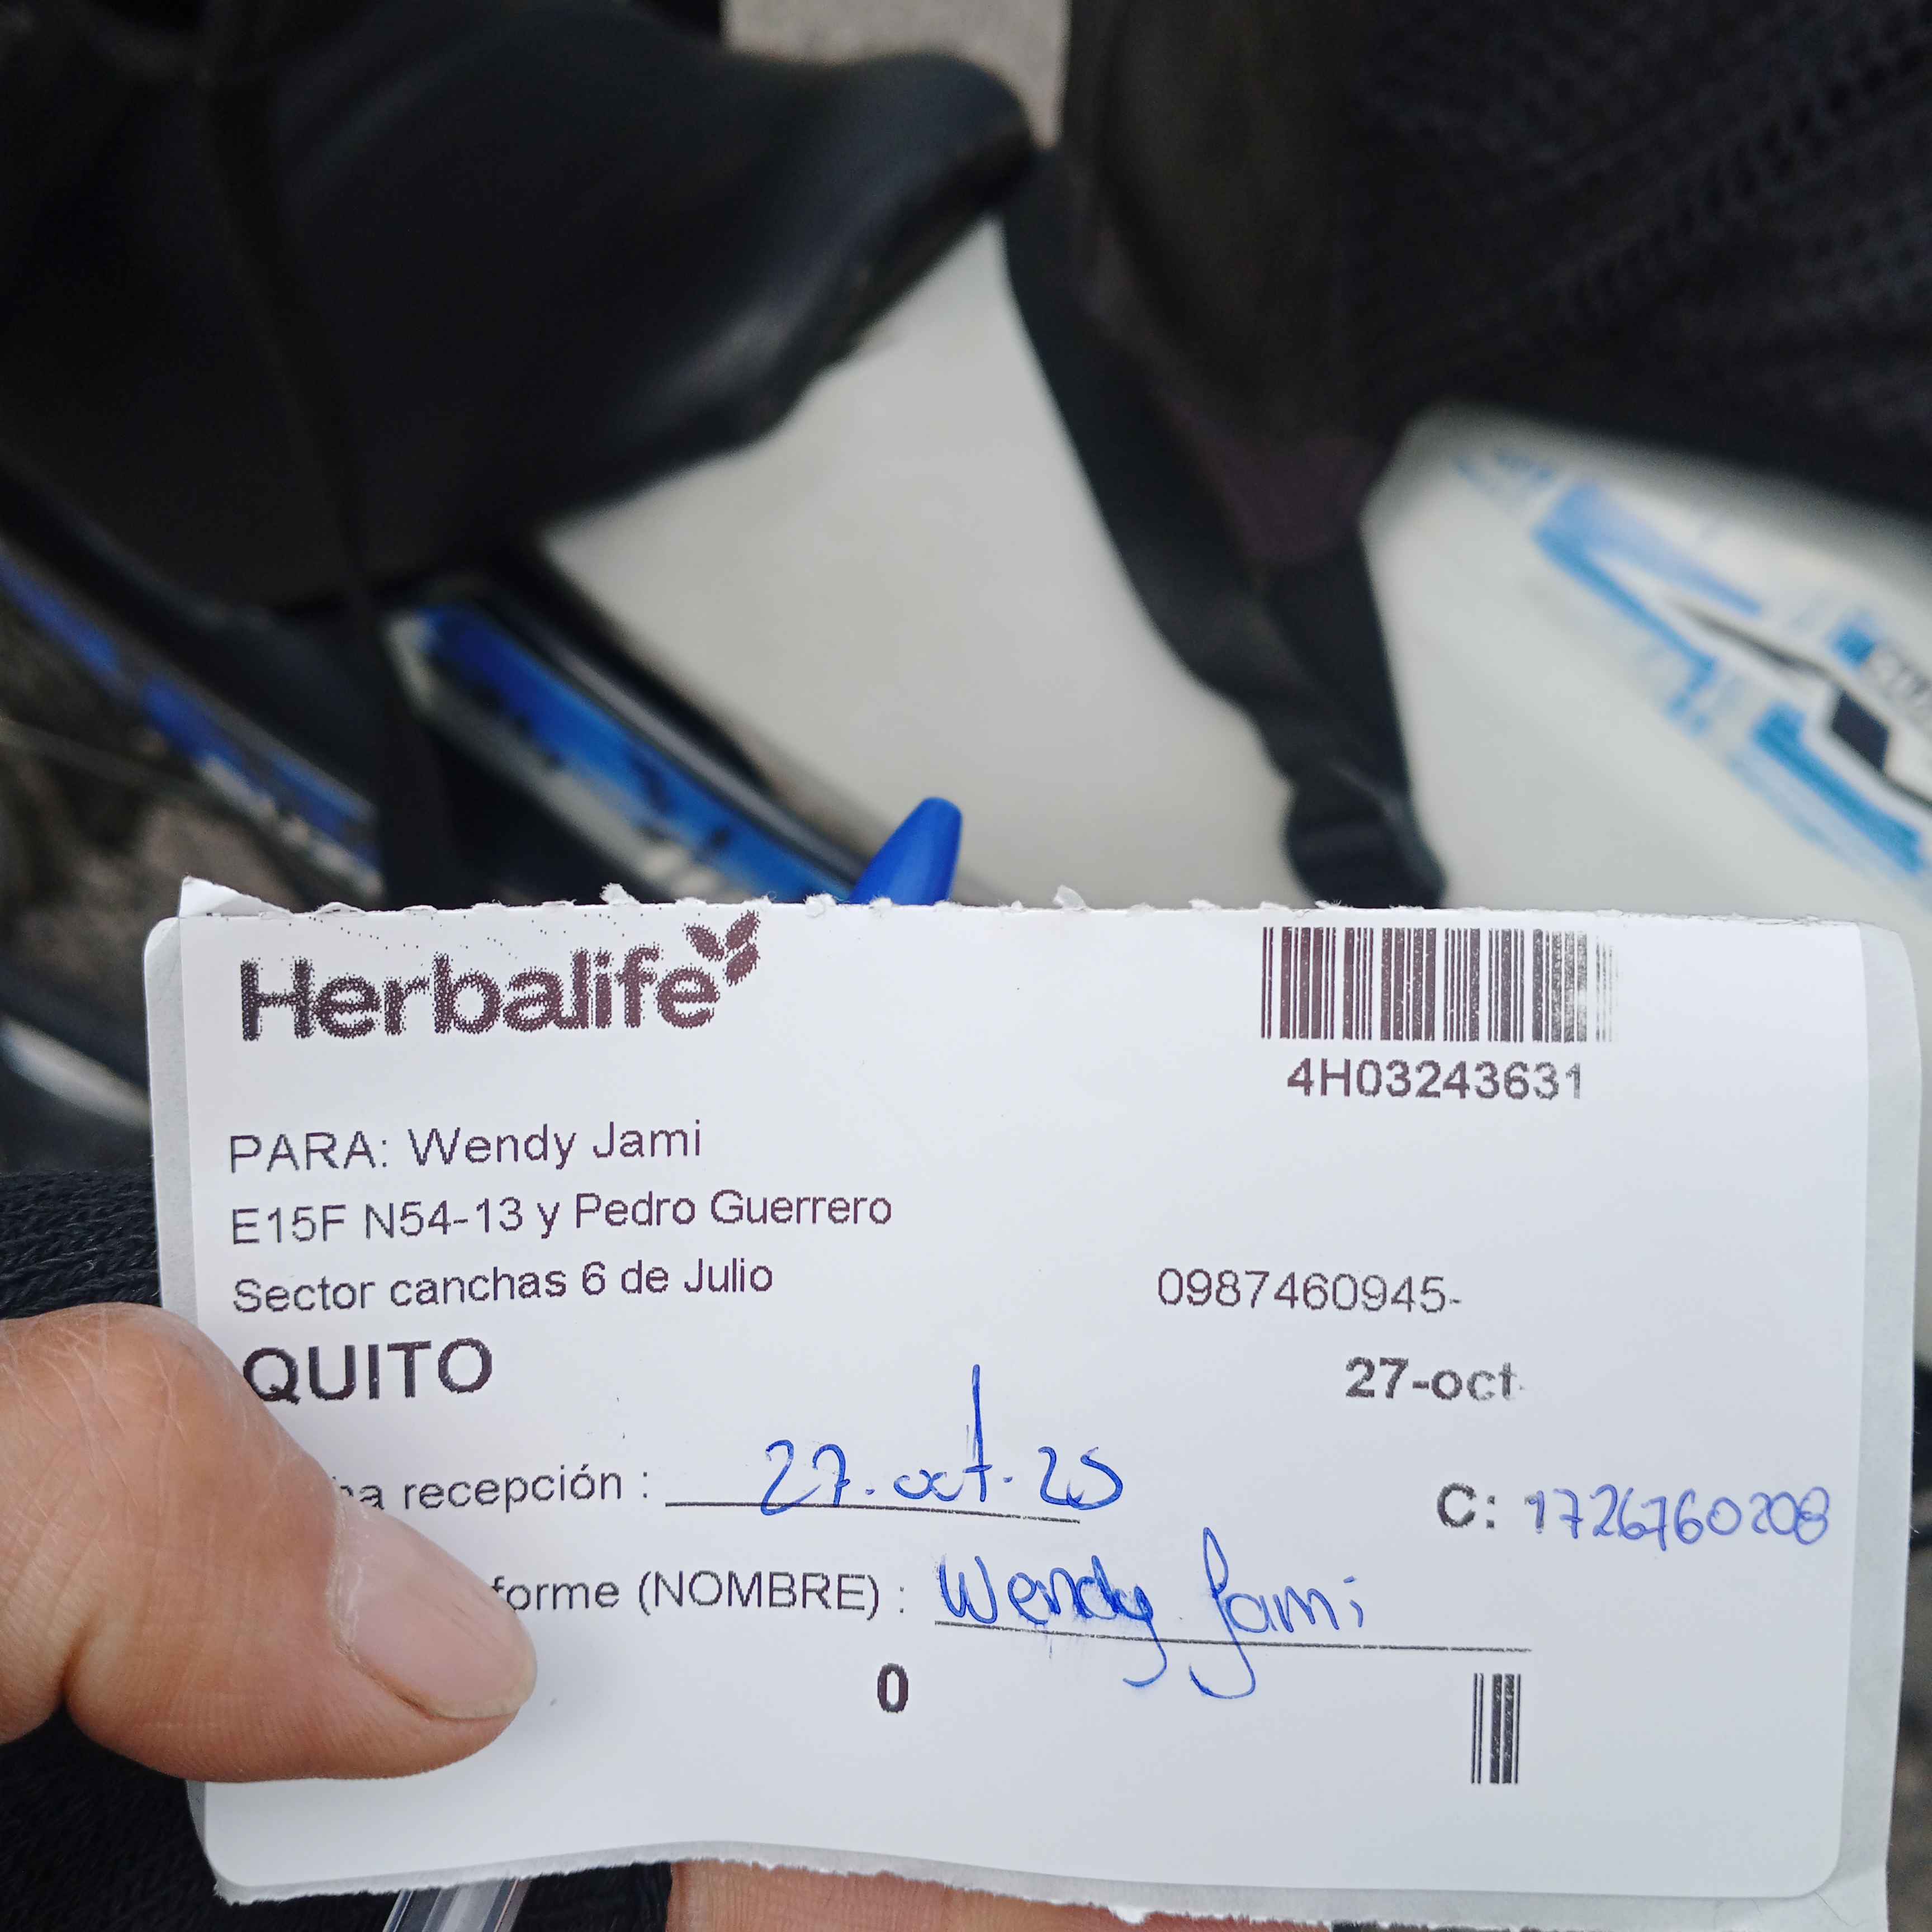 Herbalife
4H03243631
PARA: Wendy Jami
E15F N54-13 y Pedro Guerrero
Sector canchas 6 de Julio
0987460945-
QUITO
27-oct
recepción : 27.oct.25
C: 1726760208
forme (NOMBRE) : Wendy Jami
0